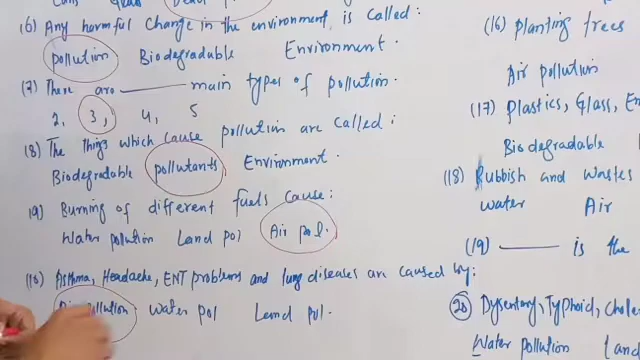 (6) Any harmful change in the environment is called:
pollution Biodegradable Environment.
(7) There are ______ main types of pollution.
2, 3, 4, 5
(8) The things which cause pollution are called:
Biodegradable pollutants Environment.
(9) Burning of different fuels cause:
Water pollution Land pol Air pol.
(10) Asthma, Headache, ENT problems and lung diseases are caused by:
pollution water pol Land pol.
(16) Planting trees
Air pollution
(17) Plastics, Glass, En
Biodegradable
(18) Rubbish and Wastes
water Air
(19) ______ is the
20 Dysentary, Typhoid, Chole
Water pollution Land